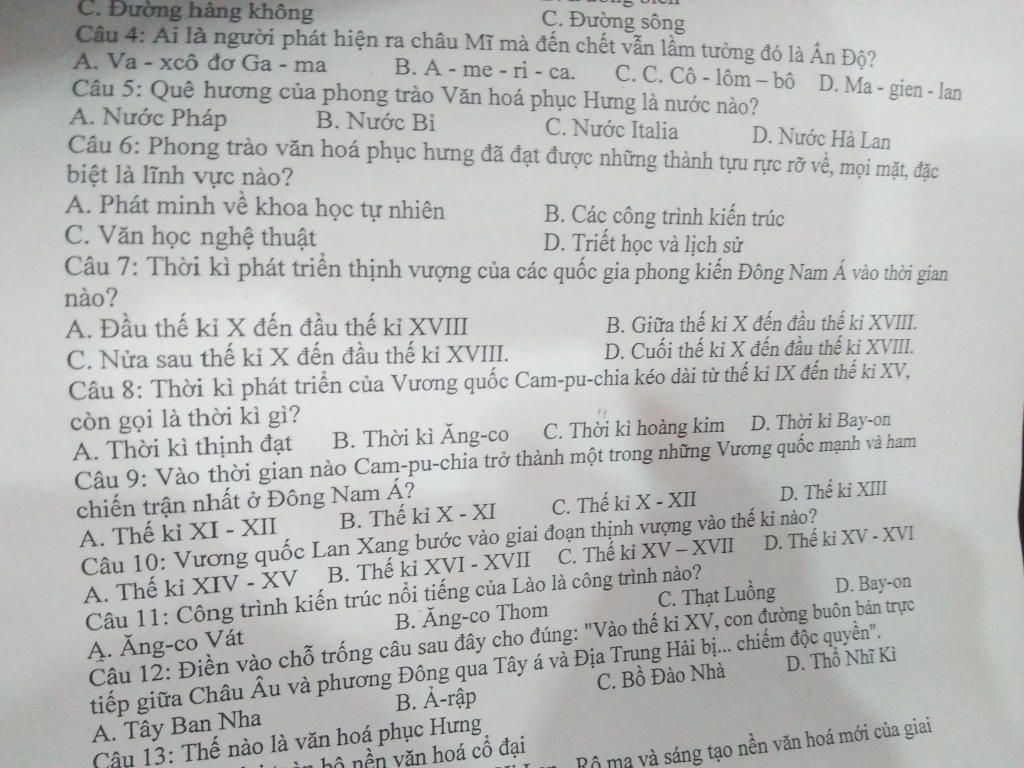 C. Đường hàng không C. Đường sông
Câu 4: Ai là người phát hiện ra châu Mĩ mà đến chết vẫn lầm tưởng đó là Ấn Độ?
A. Va - xcô đơ Ga - ma B. A - me - ri - ca. C. C. Cô - lôm – bô D. Ma - gien - lan
Câu 5: Quê hương của phong trào Văn hoá phục Hưng là nước nào?
A. Nước Pháp B. Nước Bỉ C. Nước Italia D. Nước Hà Lan
Câu 6: Phong trào văn hoá phục hưng đã đạt được những thành tựu rực rỡ về, mọi mặt, đặc
biệt là lĩnh vực nào?
A. Phát minh về khoa học tự nhiên B. Các công trình kiến trúc
C. Văn học nghệ thuật D. Triết học và lịch sử
Câu 7: Thời kì phát triển thịnh vượng của các quốc gia phong kiến Đông Nam Á vào thời gian
nào?
A. Đầu thế kỉ X đến đầu thế kỉ XVIII B. Giữa thế kỉ X đến đầu thế kỉ XVIII.
C. Nửa sau thế kỉ X đến đầu thế kỉ XVIII. D. Cuối thế kỉ X đến đầu thế kỉ XVIII.
Câu 8: Thời kì phát triển của Vương quốc Cam-pu-chia kéo dài từ thế kỉ IX đến thế kỉ XV,
còn gọi là thời kì gì?
A. Thời kì thịnh đạt B. Thời kì Ăng-co C. Thời kì hoàng kim D. Thời kì Bay-on
Câu 9: Vào thời gian nào Cam-pu-chia trở thành một trong những Vương quốc mạnh và ham
chiến trận nhất ở Đông Nam Á?
A. Thế kỉ XI - XII B. Thế kỉ X - XI C. Thế kỉ X - XII D. Thế kỉ XIII
Câu 10: Vương quốc Lan Xang bước vào giai đoạn thịnh vượng vào thế kỉ nào?
A. Thế kỉ XIV - XV B. Thế kỉ XVI - XVII C. Thế kỉ XV – XVII D. Thế kỉ XV - XVI
Câu 11: Công trình kiến trúc nổi tiếng của Lào là công trình nào?
A. Ăng-co Vát B. Ăng-co Thom C. Thạt Luồng D. Bay-on
Câu 12: Điền vào chỗ trống câu sau đây cho đúng: "Vào thế kỉ XV, con đường buôn bán trực
tiếp giữa Châu Âu và phương Đông qua Tây á và Địa Trung Hải bị... chiếm độc quyền".
A. Tây Ban Nha B. Ả-rập C. Bồ Đào Nhà D. Thổ Nhĩ Kì
Câu 13: Thế nào là văn hoá phục Hưng
bộ nền văn hoá cổ đại Rô ma và sáng tạo nền văn hoá mới của giai